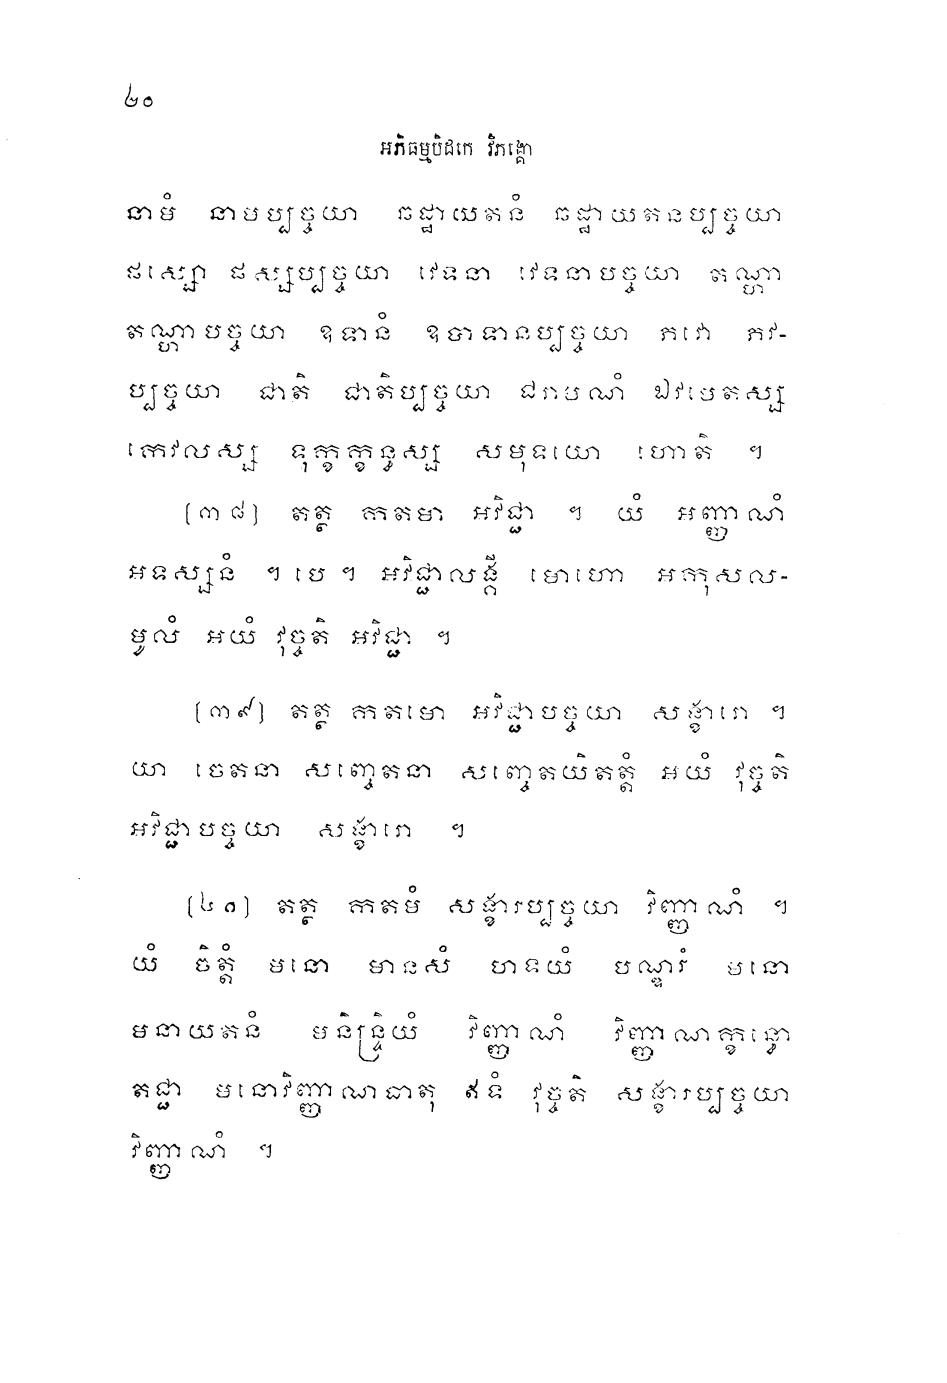 ៤០
អភិធម្មបិដកេ វិភង្គោ
នាមំ នាមប្បច្ចយា ឆដ្ឋាយតនំ ឆដ្ឋាយតនប្បច្ចយា
ផស្សោ ផស្សប្បច្ចយា វេទនា វេទនាបច្ចយា តណ្ហា
តណ្ហាបច្ចយា ឧទានំ ឧបាទានប្បច្ចយា ភវោ ភវ-
ប្បច្ចយា ជាតិ ជាតិប្បច្ចយា ជរាមរណំ ឯវមេតស្ស
កេវលស្ស ទុក្ខក្ខន្ធស្ស សមុទយោ ហោតិ ។
(៣៨) តត្ថ កាតមា អវិជ្ជា ។ យំ អញ្ញាណំ
អទស្សនំ ។ បេ ។ អវិជ្ជាលង្គី មោហោ អកុសល-
មូលំ អយំ វុច្ចតិ អវិជ្ជា ។
(៣៩) តត្ថ កាតមោ អវិជ្ជាបច្ចយា សង្ខារោ ។
យា ចេតនា សញ្ចេតនា សញ្ចេតយិតត្តំ អយំ វុច្ចតិ
អវិជ្ជាបច្ចយា សង្ខារោ ។
(៤១) តត្ថ កាតមំ សង្ខារប្បច្ចយា វិញ្ញាណំ ។
យំ ចិត្តំ មនោ មានសំ ហទយំ បណ្ឌរំ មនោ
មនាយតនំ មនិន្ទ្រិយំ វិញ្ញាណំ វិញ្ញាណក្ខន្ធោ
តជ្ជា មនោវិញ្ញាណធាតុ ឥទំ វុច្ចតិ សង្ខារប្បច្ចយា
វិញ្ញាណំ ។